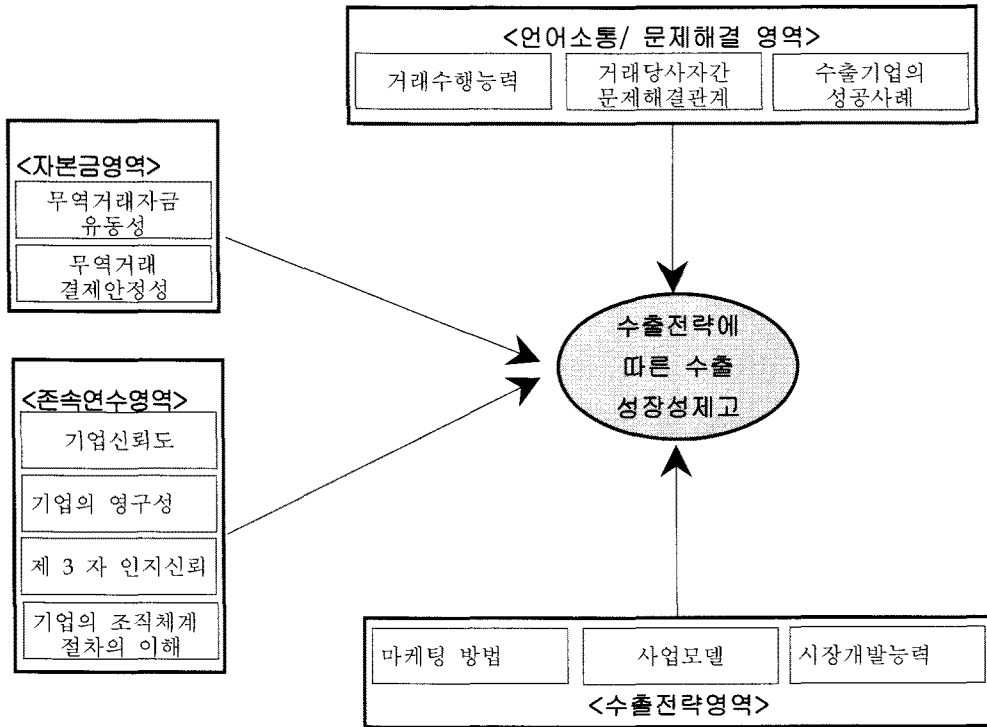 <언어소통/ 문제해결 영역>
거래수행능력
거래당사자간
문제해결관계
수출기업의
성공사례
<자본금영역>
무역거래자금
유동성
무역거래
결제안정성
<존속연수영역>
기업신뢰도
기업의 영구성
제 3 자 인지신뢰
기업의 조직체계
절차의 이해
수출전략에
따른 수출
성장성제고
마케팅 방법
사업모델
시장개발능력
<수출전략영역>